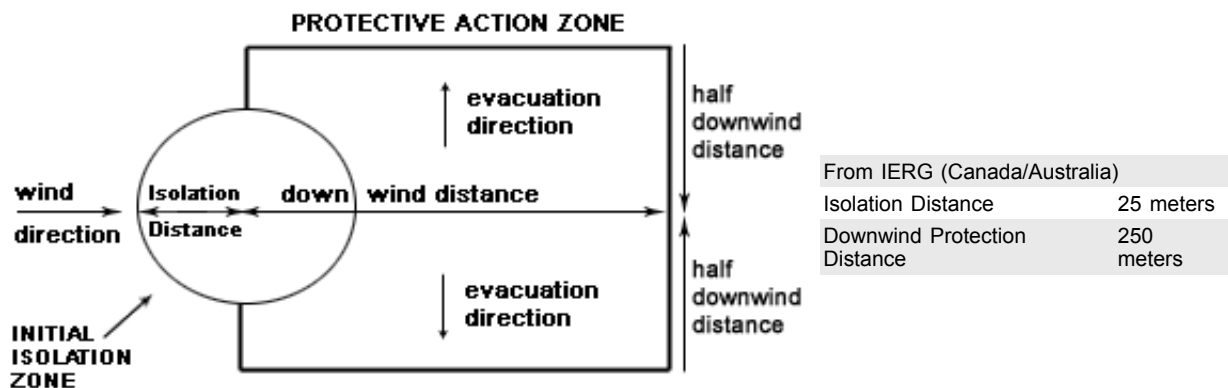 PROTECTIVE ACTION ZONE
evacuation
direction
half
downwind
distance
wind
direction
Isolation
Distance
down wind distance
evacuation
direction
half
downwind
distance
INITIAL
ISOLATION
ZONE
From IERG (Canada/Australia)
Isolation Distance 25 meters
Downwind Protection 250
Distance meters